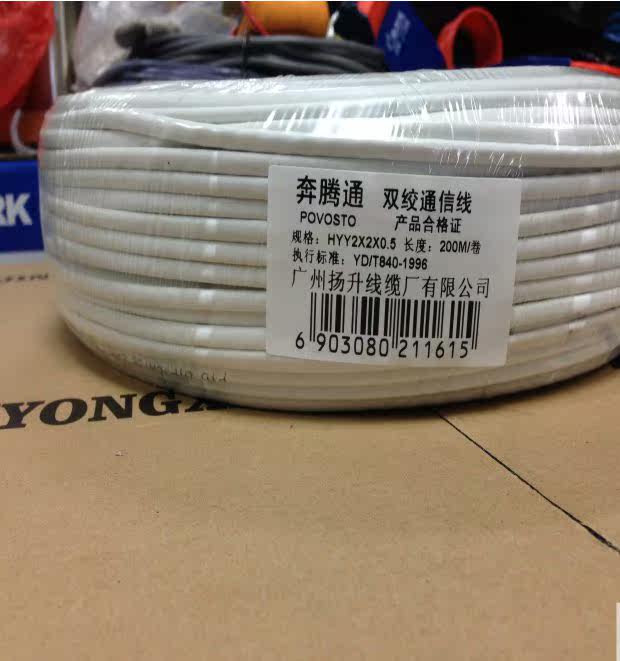 RK
奔腾通 双绞通信线
POVOSTO 产品合格证
规格：HYY2X2X0.5 长度：200M/卷
执行标准：YD/T840-1996
广州扬升线缆厂有限公司
6 903080 211615
YONGX